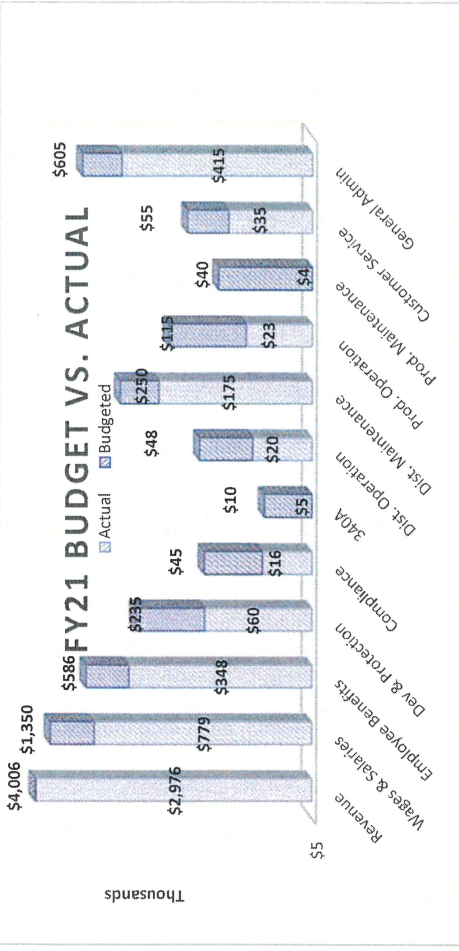 FY21 BUDGET VS. ACTUAL
Actual Budgeted
Thousands
$5
$4,006
$2,976
$1,350
$779
$586
$348
$235
$60
$45
$16
$10
$5
$48
$20
$250
$175
$115
$23
$40
$4
$55
$35
$605
$415
Revenue
Wages & Salaries
Employee Benefits
Dev & Protection
Compliance
340A
Dist. Operation
Dist. Maintenance
Prod. Operation
Prod. Maintenance
Customer Service
General Admin